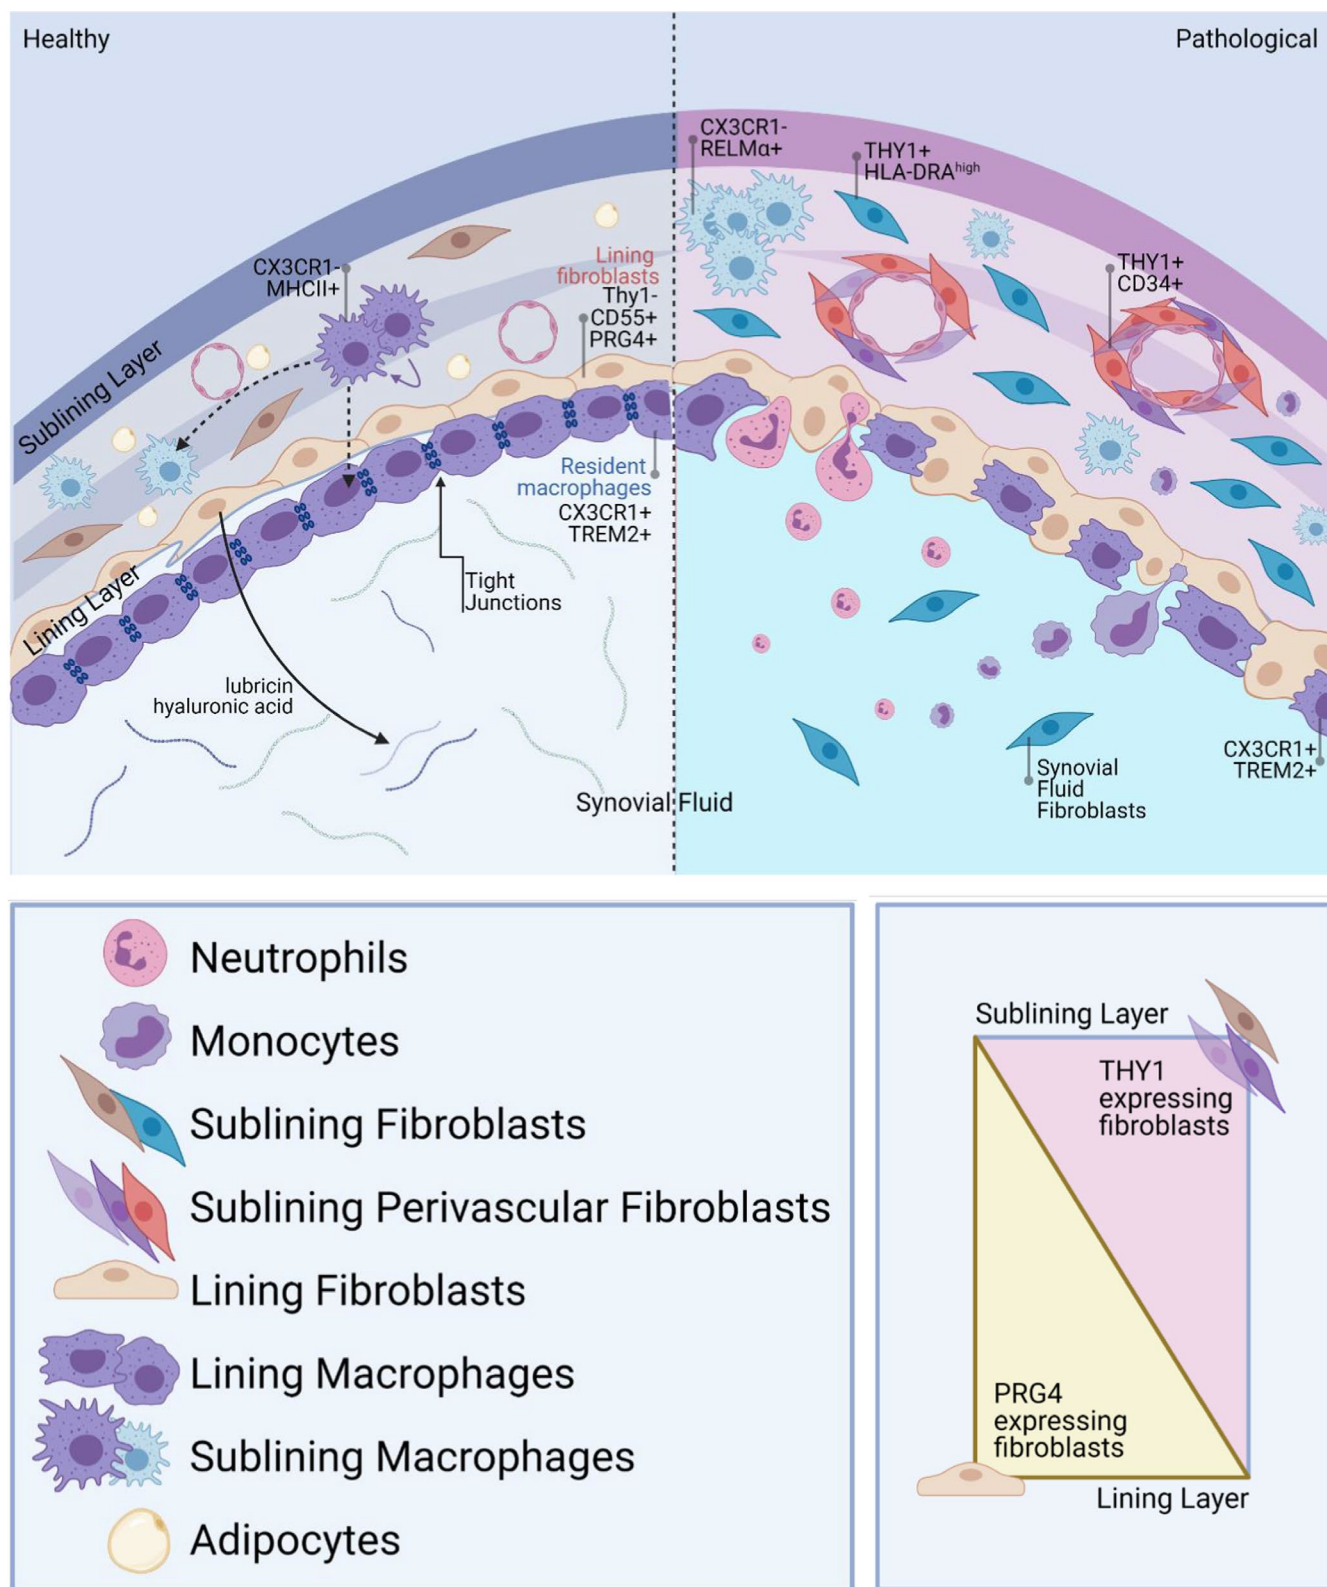 Healthy
Pathological
CX3CR1-
RELMα+
THY1+
HLA-DRAhigh
CX3CR1-
MHCII+
Lining
fibroblasts
Thy1-
CD55+
PRG4+
THY1+
CD34+
Sublining Layer
Resident
macrophages
CX3CR1+
TREM2+
Tight
Junctions
Lining Layer
lubricin
hyaluronic acid
CX3CR1+
TREM2+
Synovial
Fluid
Fibroblasts
Synovial Fluid
Neutrophils
Monocytes
Sublining Fibroblasts
Sublining Perivascular Fibroblasts
Lining Fibroblasts
Lining Macrophages
Sublining Macrophages
Adipocytes
Sublining Layer
THY1
expressing
fibroblasts
PRG4
expressing
fibroblasts
Lining Layer